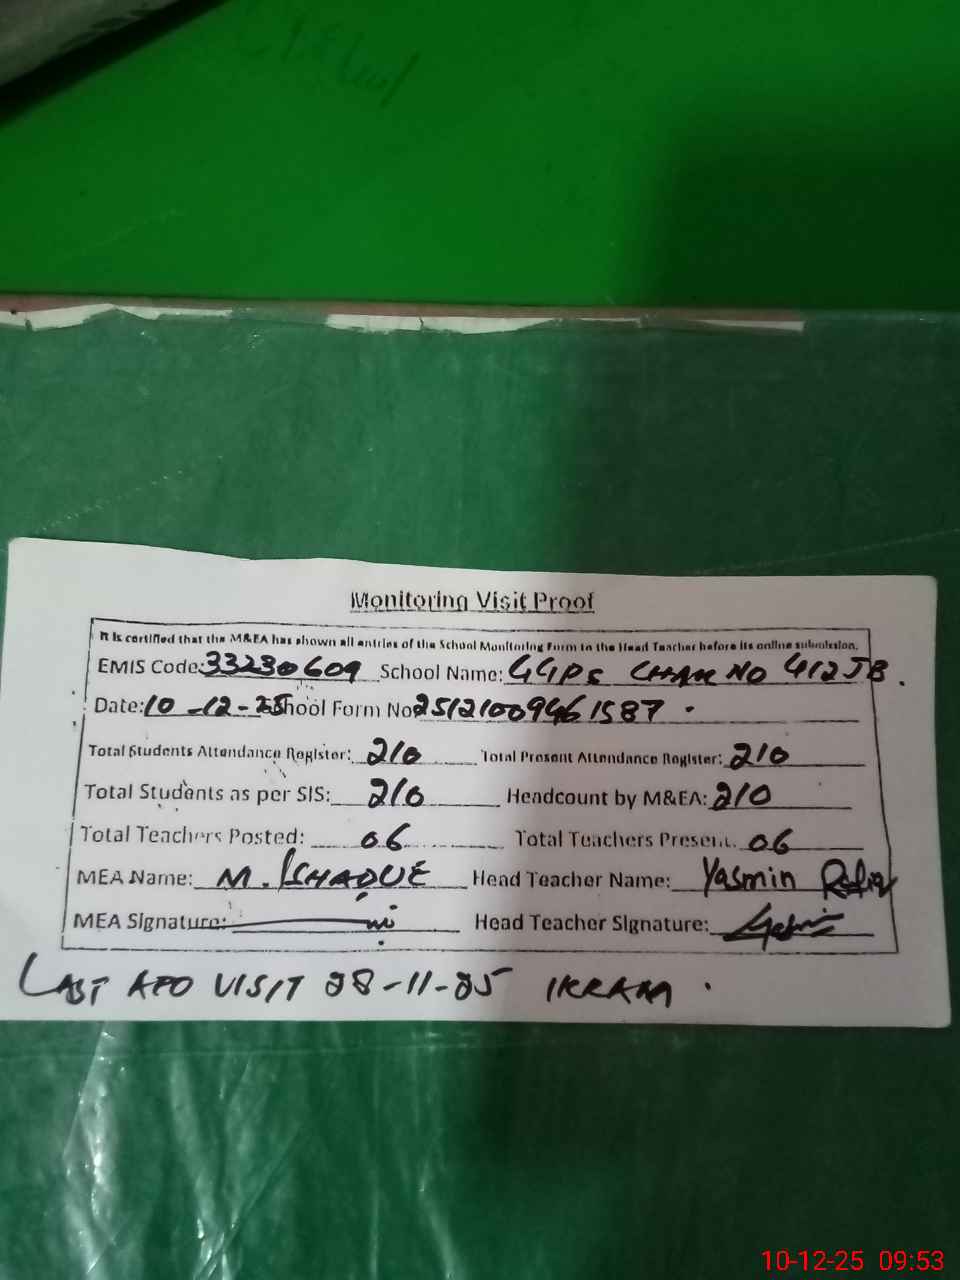 Monitoring Visit Proof
It is certified that the M&EA has shown all entries of the School Monitoring Form to the Head Teacher before its online submission.
EMIS Code: 33230609 School Name: GGPS CHAK NO 412JB.
Date: 10-12-25 School Form No 25121009461587.
Total Students Attendance Register: 210 Total Present Attendance Register: 210
Total Students as per SIS: 210 Headcount by M&EA: 210
Total Teachers Posted: 06 Total Teachers Present: 06
MEA Name: M. ISHAQUE Head Teacher Name: Yasmin Rafiq
MEA Signature: Head Teacher Signature:
LAST AEO VISIT 28-11-25 IKRAM.
10-12-25 09:53